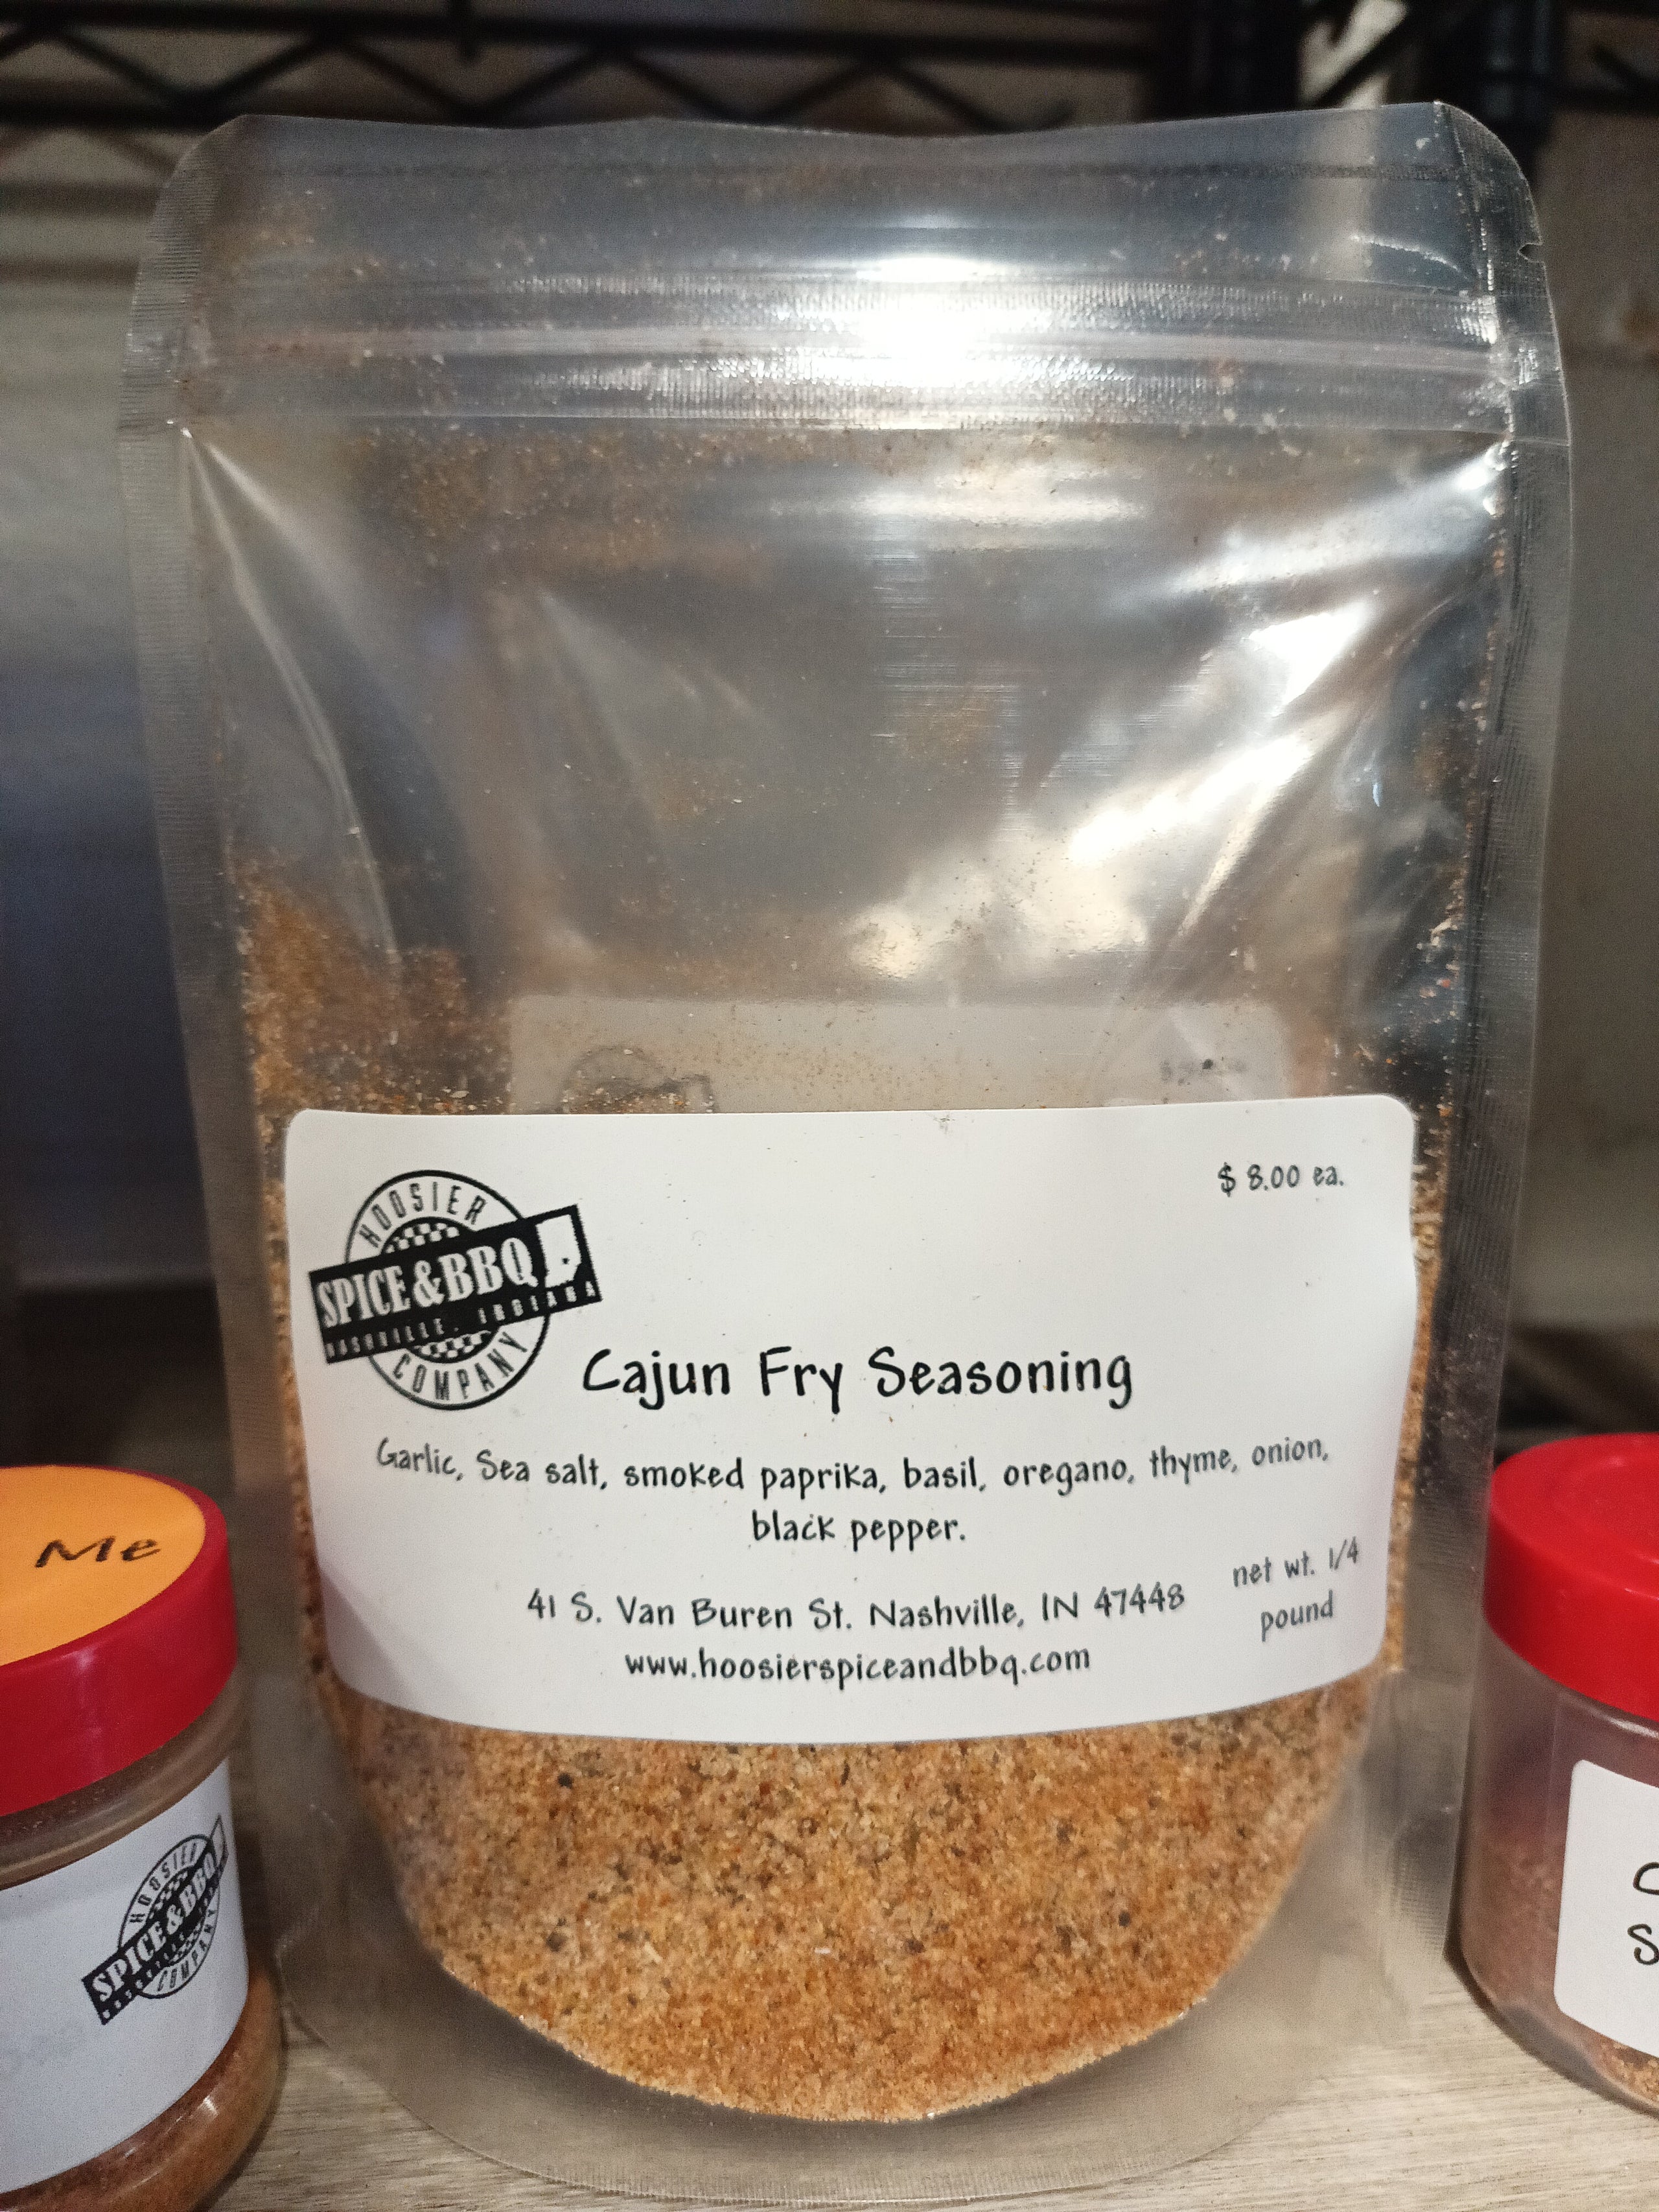 $ 8.00 ea.
HOOSIER
SPICE & BBQ
NASHVILLE, INDIANA
COMPANY
Cajun Fry Seasoning
Garlic, Sea salt, smoked paprika, basil, oregano, thyme, onion,
black pepper.
net wt. 1/4
pound
41 S. Van Buren St. Nashville, IN 47448
www.hoosierspiceandbbq.com
Me
HOOSIER
SPICE & BBQ
COMPANY